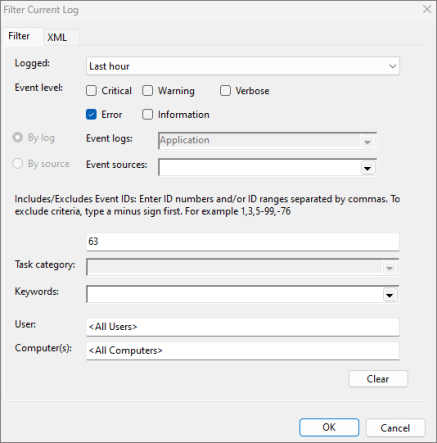 Filter Current Log
Filter XML
Logged: Last hour
Event level: Critical Warning Verbose
Error Information
By log Event logs: Application
By source Event sources:
Includes/Excludes Event IDs: Enter ID numbers and/or ID ranges separated by commas. To
exclude criteria, type a minus sign first. For example 1,3,5-99,-76
63
Task category:
Keywords:
User: <All Users>
Computer(s): <All Computers>
Clear
OK Cancel